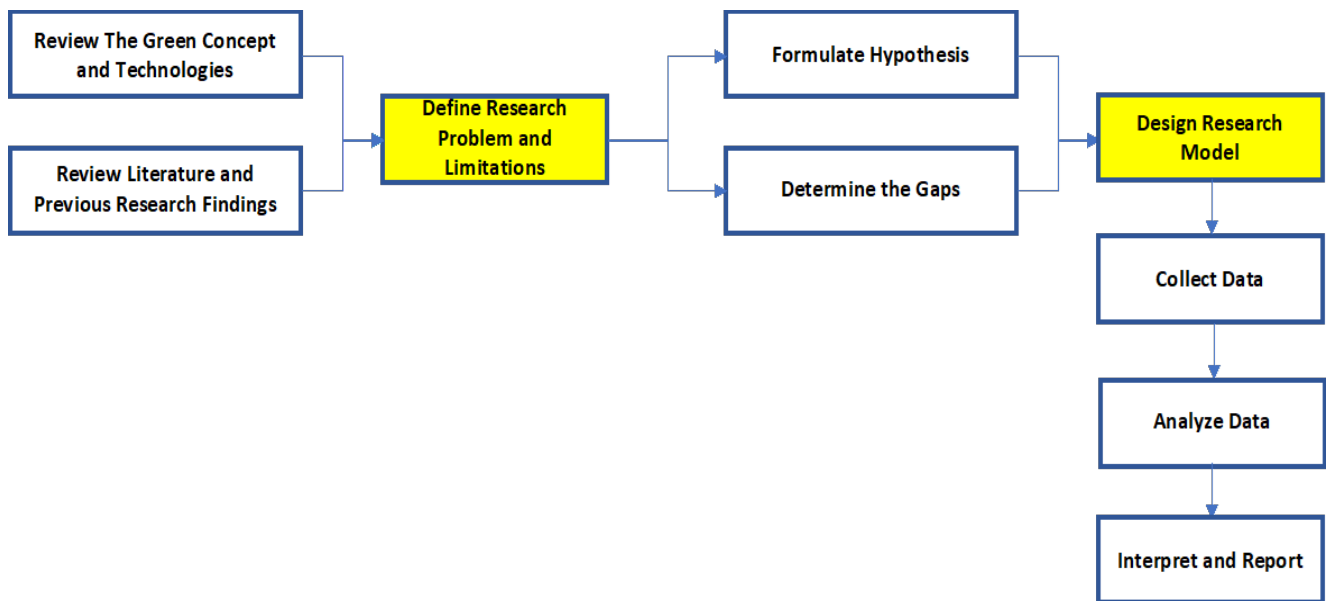 Review The Green Concept
and Technologies
Review Literature and
Previous Research Findings
Define Research
Problem and
Limitations
Formulate Hypothesis
Determine the Gaps
Design Research
Model
Collect Data
Analyze Data
Interpret and Report